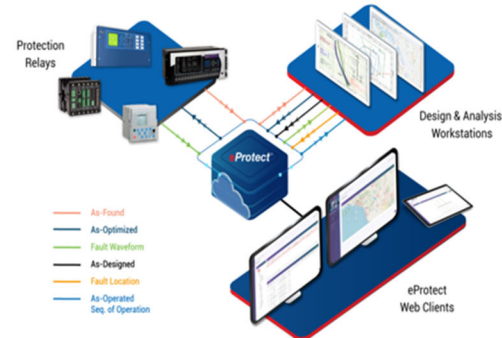 Protection
Relays
Design & Analysis
Workstations
eProtect™
As-Found
As-Optimized
Fault Waveform
As-Designed
Fault Location
As-Operated
Seq. of Operation
eProtect
Web Clients